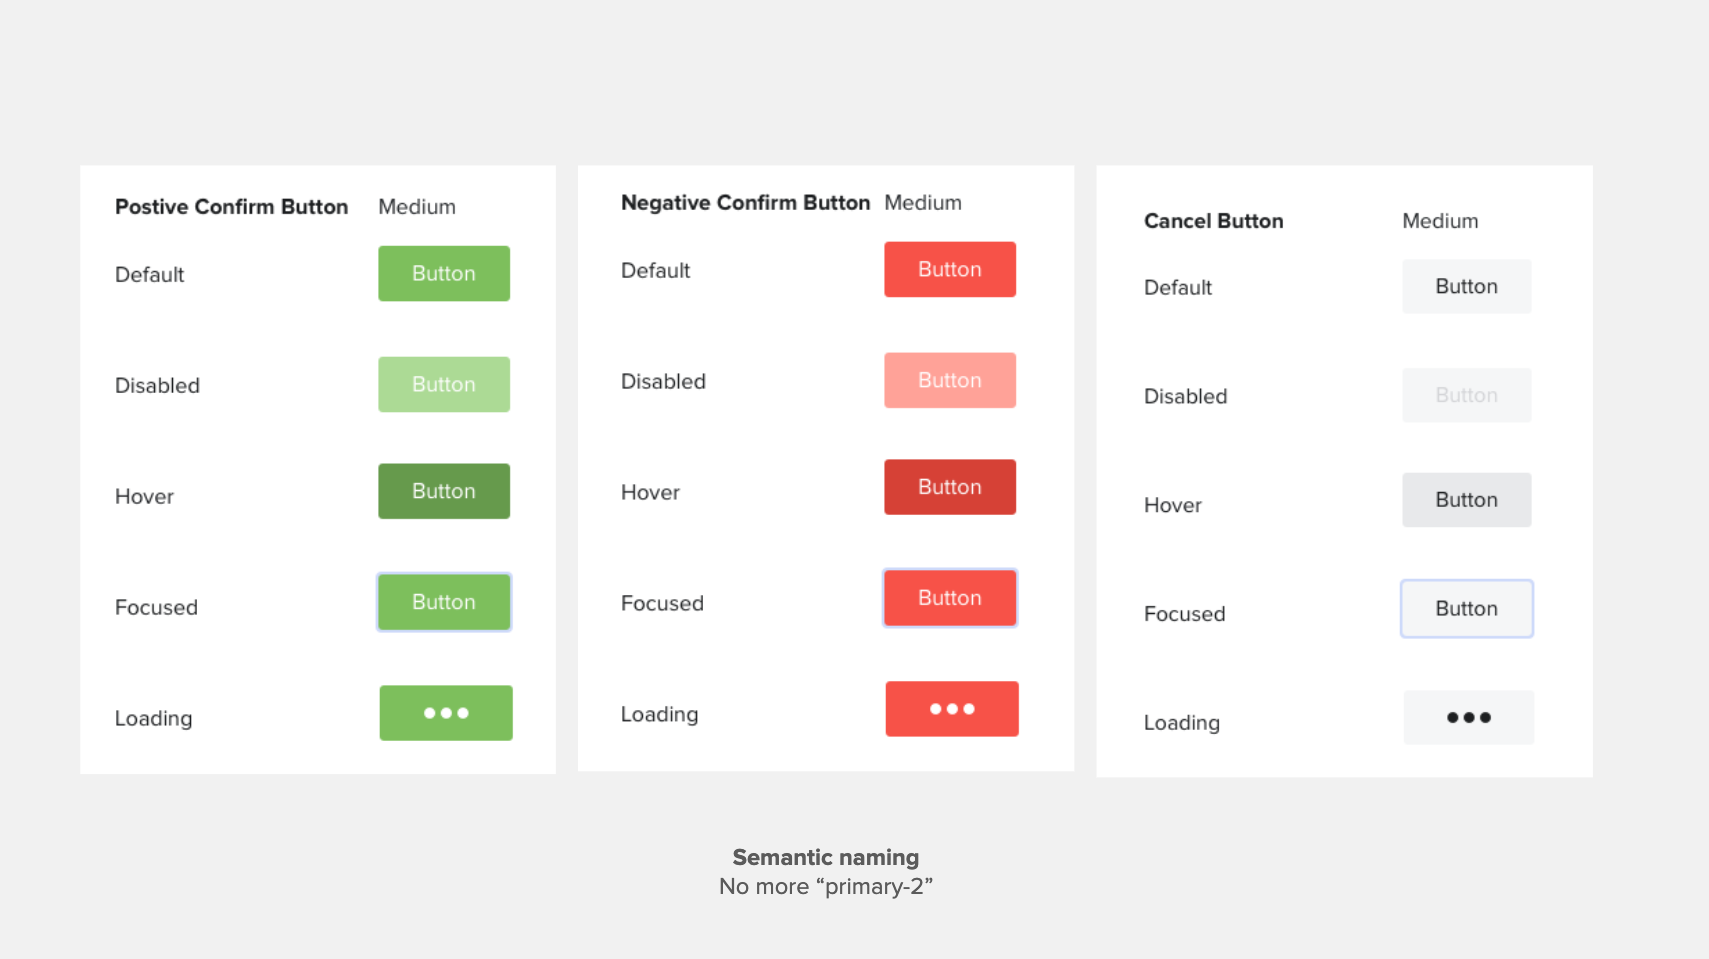 Postive Confirm Button Medium
Default Button
Disabled Button
Hover Button
Focused Button
Loading
Negative Confirm Button Medium
Default Button
Disabled Button
Hover Button
Focused Button
Loading
Cancel Button Medium
Default Button
Disabled Button
Hover Button
Focused Button
Loading
Semantic naming
No more “primary-2”